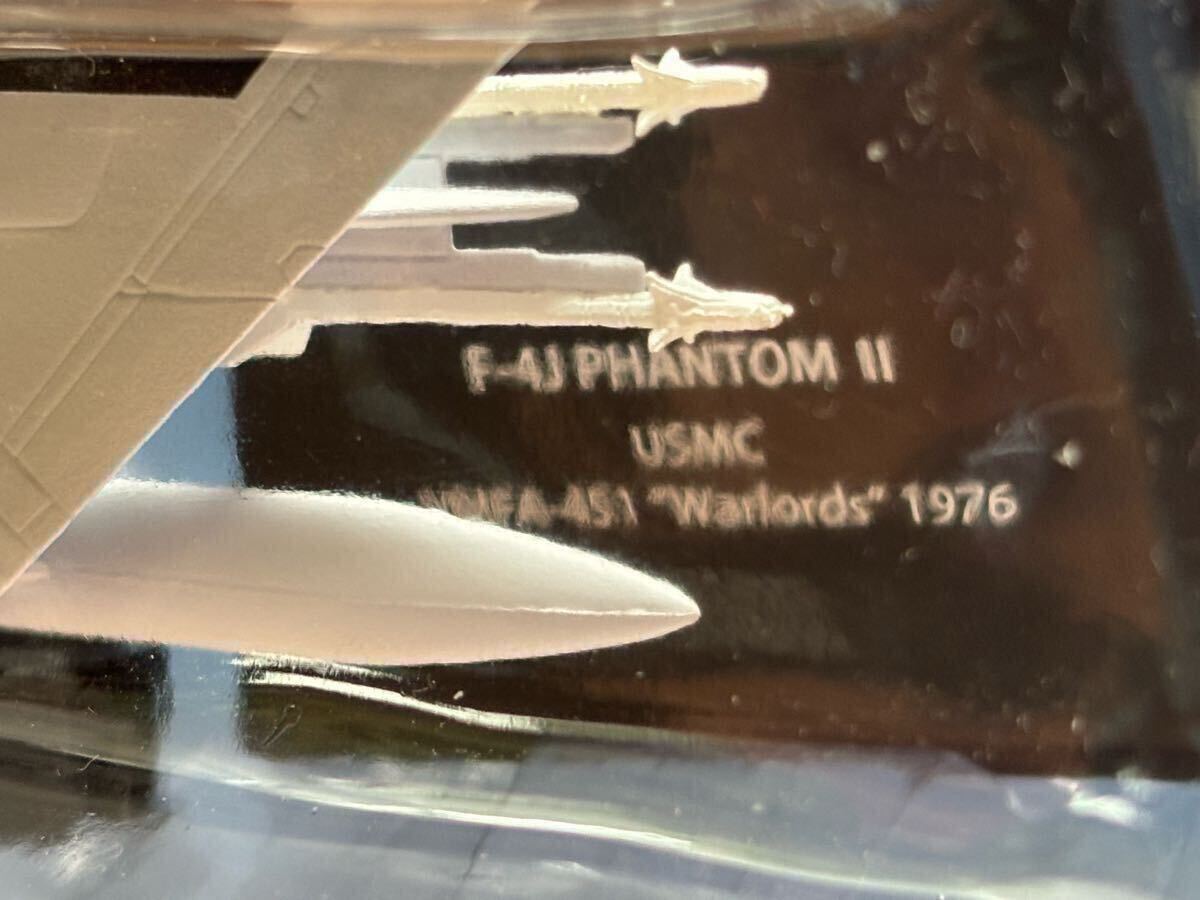 F-4J PHANTOM II
USMC
VMFA-451 "Warlords" 1976